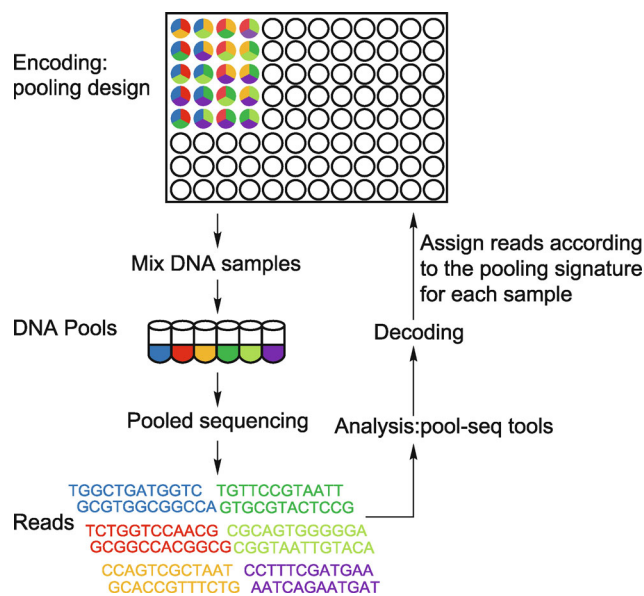 Encoding:
pooling design
Mix DNA samples
DNA Pools
Pooled sequencing
Reads
TGGCTGATGGTC TGTTCCGTAATT
GCGTGGCGGCCA GTGCGTACTCCG
TCTGGTCCAACG CGCAGTGGGGGA
GCGGCCACGGCG CGGTAATTGTACA
CCAGTCGCTAAT CCTTTCGATGAA
GCACCGTTTCTG AATCAGAATGAT
Analysis:pool-seq tools
Decoding
Assign reads according
to the pooling signature
for each sample